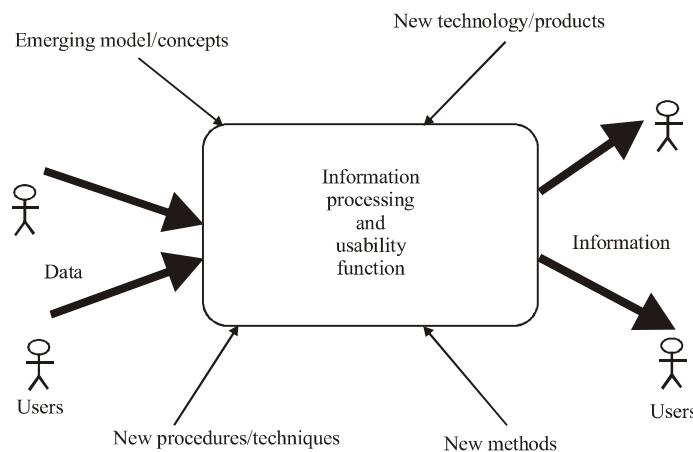 New technology/products
Emerging model/concepts
Information
processing
and
usability
function
Information
Data
Users
Users
New procedures/techniques
New methods